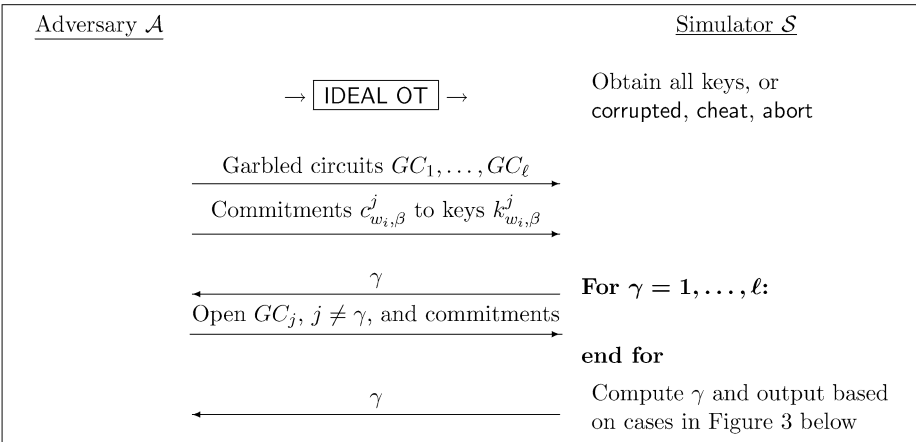 Adversary 𝒜 Simulator 𝒮
→ IDEAL OT → Obtain all keys, or
corrupted, cheat, abort
Garbled circuits GC₁, . . . , GC_ℓ
Commitments c^j_{w_i,β} to keys k^j_{w_i,β}
γ For γ = 1, . . . , ℓ:
Open GC_j, j ≠ γ, and commitments
end for
γ Compute γ and output based
on cases in Figure 3 below